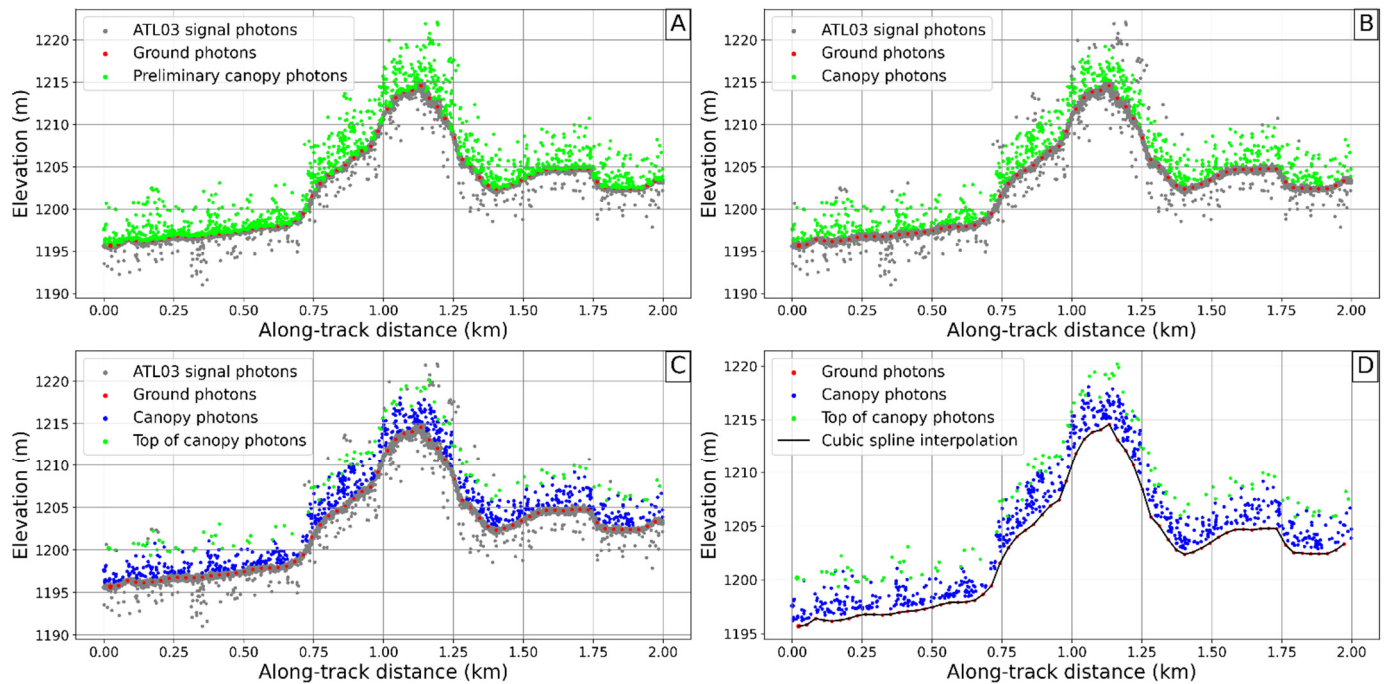 A
ATL03 signal photons
Ground photons
Preliminary canopy photons
Elevation (m)
1220
1215
1210
1205
1200
1195
1190
0.00 0.25 0.50 0.75 1.00 1.25 1.50 1.75 2.00
Along-track distance (km)
B
ATL03 signal photons
Ground photons
Canopy photons
Elevation (m)
1220
1215
1210
1205
1200
1195
1190
0.00 0.25 0.50 0.75 1.00 1.25 1.50 1.75 2.00
Along-track distance (km)
C
ATL03 signal photons
Ground photons
Canopy photons
Top of canopy photons
Elevation (m)
1220
1215
1210
1205
1200
1195
1190
0.00 0.25 0.50 0.75 1.00 1.25 1.50 1.75 2.00
Along-track distance (km)
D
Ground photons
Canopy photons
Top of canopy photons
Cubic spline interpolation
Elevation (m)
1220
1215
1210
1205
1200
1195
0.00 0.25 0.50 0.75 1.00 1.25 1.50 1.75 2.00
Along-track distance (km)